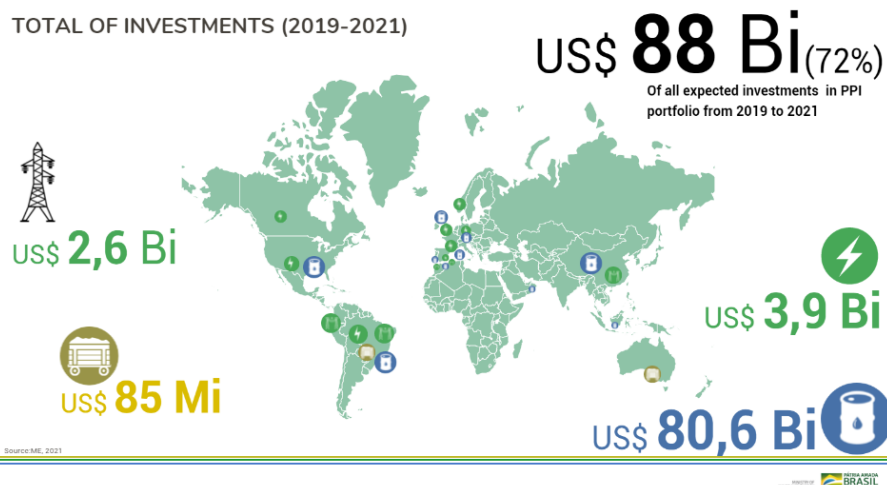 TOTAL OF INVESTMENTS (2019-2021)
US$ 88 Bi(72%)
Of all expected investments in PPI
portfolio from 2019 to 2021
US$ 2,6 Bi
US$ 3,9 Bi
US$ 85 Mi
US$ 80,6 Bi
Source:ME, 2021
PÁTRIA AMADA
BRASIL